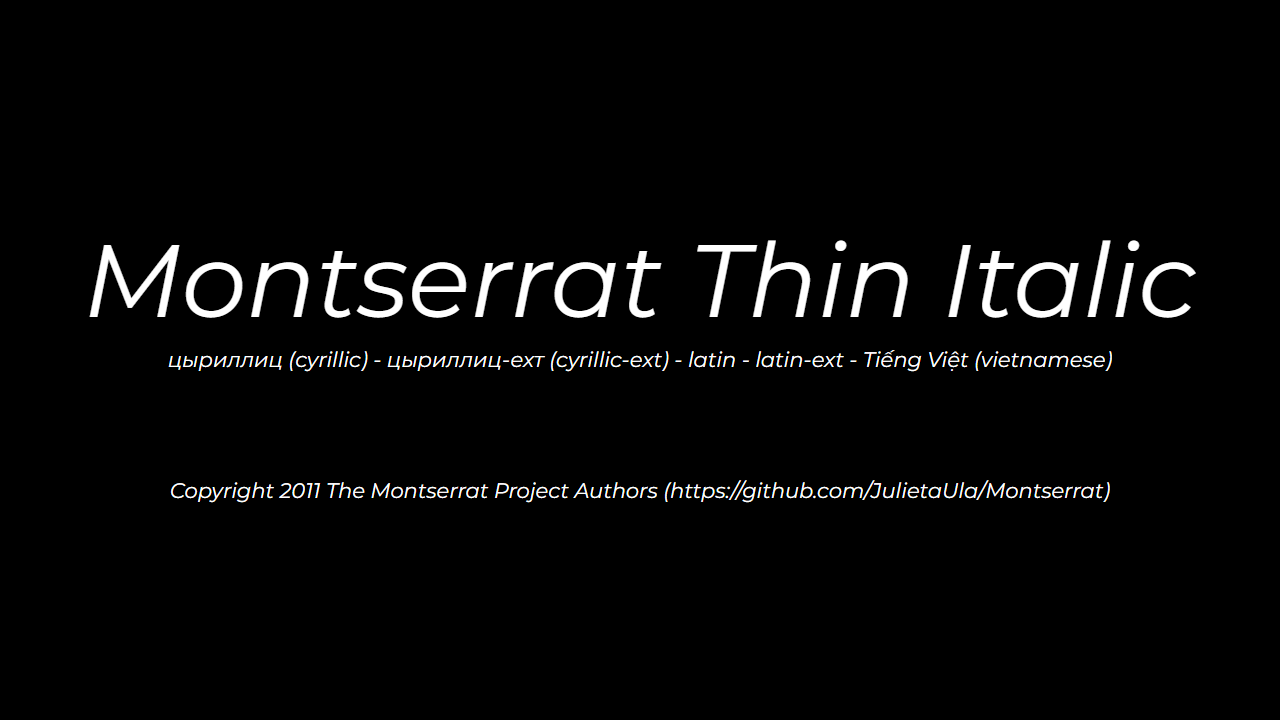 Montserrat Thin Italic
цыриллиц (cyrillic) - цыриллиц-ехт (cyrillic-ext) - latin - latin-ext - Tiếng Việt (vietnamese)
Copyright 2011 The Montserrat Project Authors (https://github.com/JulietaUla/Montserrat)